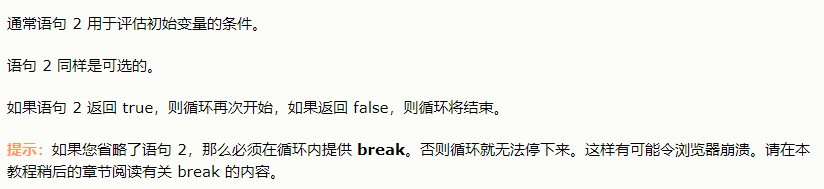 通常语句 2 用于评估初始变量的条件。
语句 2 同样是可选的。
如果语句 2 返回 true，则循环再次开始，如果返回 false，则循环将结束。
提示：如果您省略了语句 2，那么必须在循环内提供 break。否则循环就无法停下来。这样有可能令浏览器崩溃。请在本
教程稍后的章节阅读有关 break 的内容。